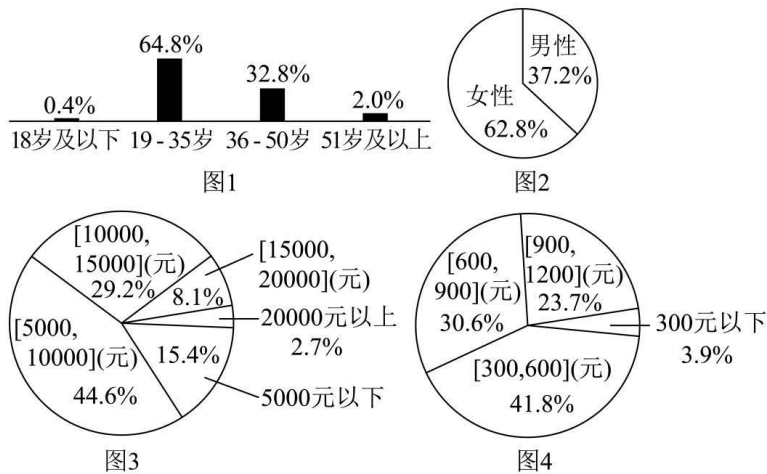 64.8%
32.8%
0.4%
2.0%
18岁及以下 19-35岁 36-50岁 51岁及以上
图1
男性
37.2%
女性
62.8%
图2
[10000,
15000](元)
29.2%
[15000,
20000](元)
8.1%
20000元以上
2.7%
[5000,
10000](元)
44.6%
15.4%
5000元以下
图3
[600,
900](元)
30.6%
[900,
1200](元)
23.7%
300元以下
3.9%
[300,600](元)
41.8%
图4